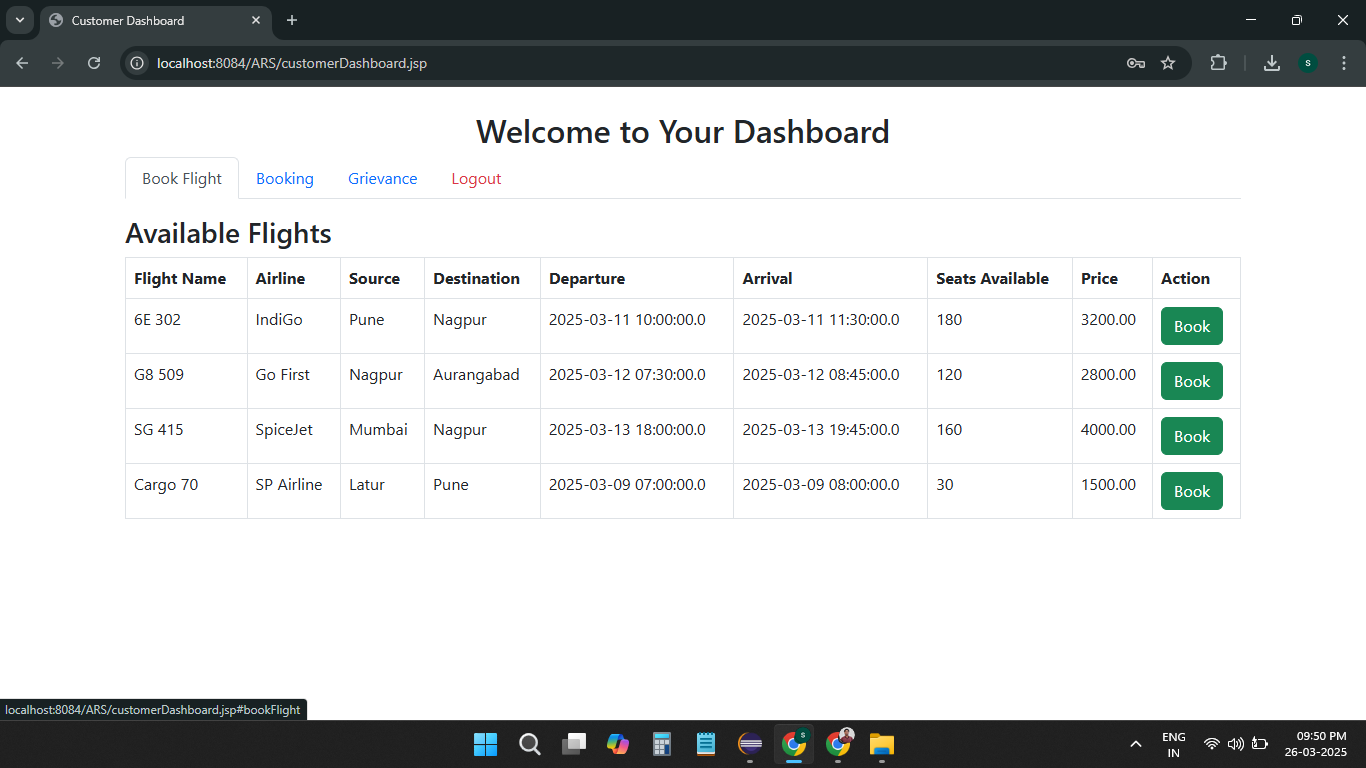 Customer Dashboard
localhost:8084/ARS/customerDashboard.jsp
s
Welcome to Your Dashboard
Book Flight Booking Grievance Logout
Available Flights
Flight Name Airline Source Destination Departure Arrival Seats Available Price Action
6E 302 IndiGo Pune Nagpur 2025-03-11 10:00:00.0 2025-03-11 11:30:00.0 180 3200.00 Book
G8 509 Go First Nagpur Aurangabad 2025-03-12 07:30:00.0 2025-03-12 08:45:00.0 120 2800.00 Book
SG 415 SpiceJet Mumbai Nagpur 2025-03-13 18:00:00.0 2025-03-13 19:45:00.0 160 4000.00 Book
Cargo 70 SP Airline Latur Pune 2025-03-09 07:00:00.0 2025-03-09 08:00:00.0 30 1500.00 Book
localhost:8084/ARS/customerDashboard.jsp#bookFlight
s
ENG 09:50 PM
IN 26-03-2025